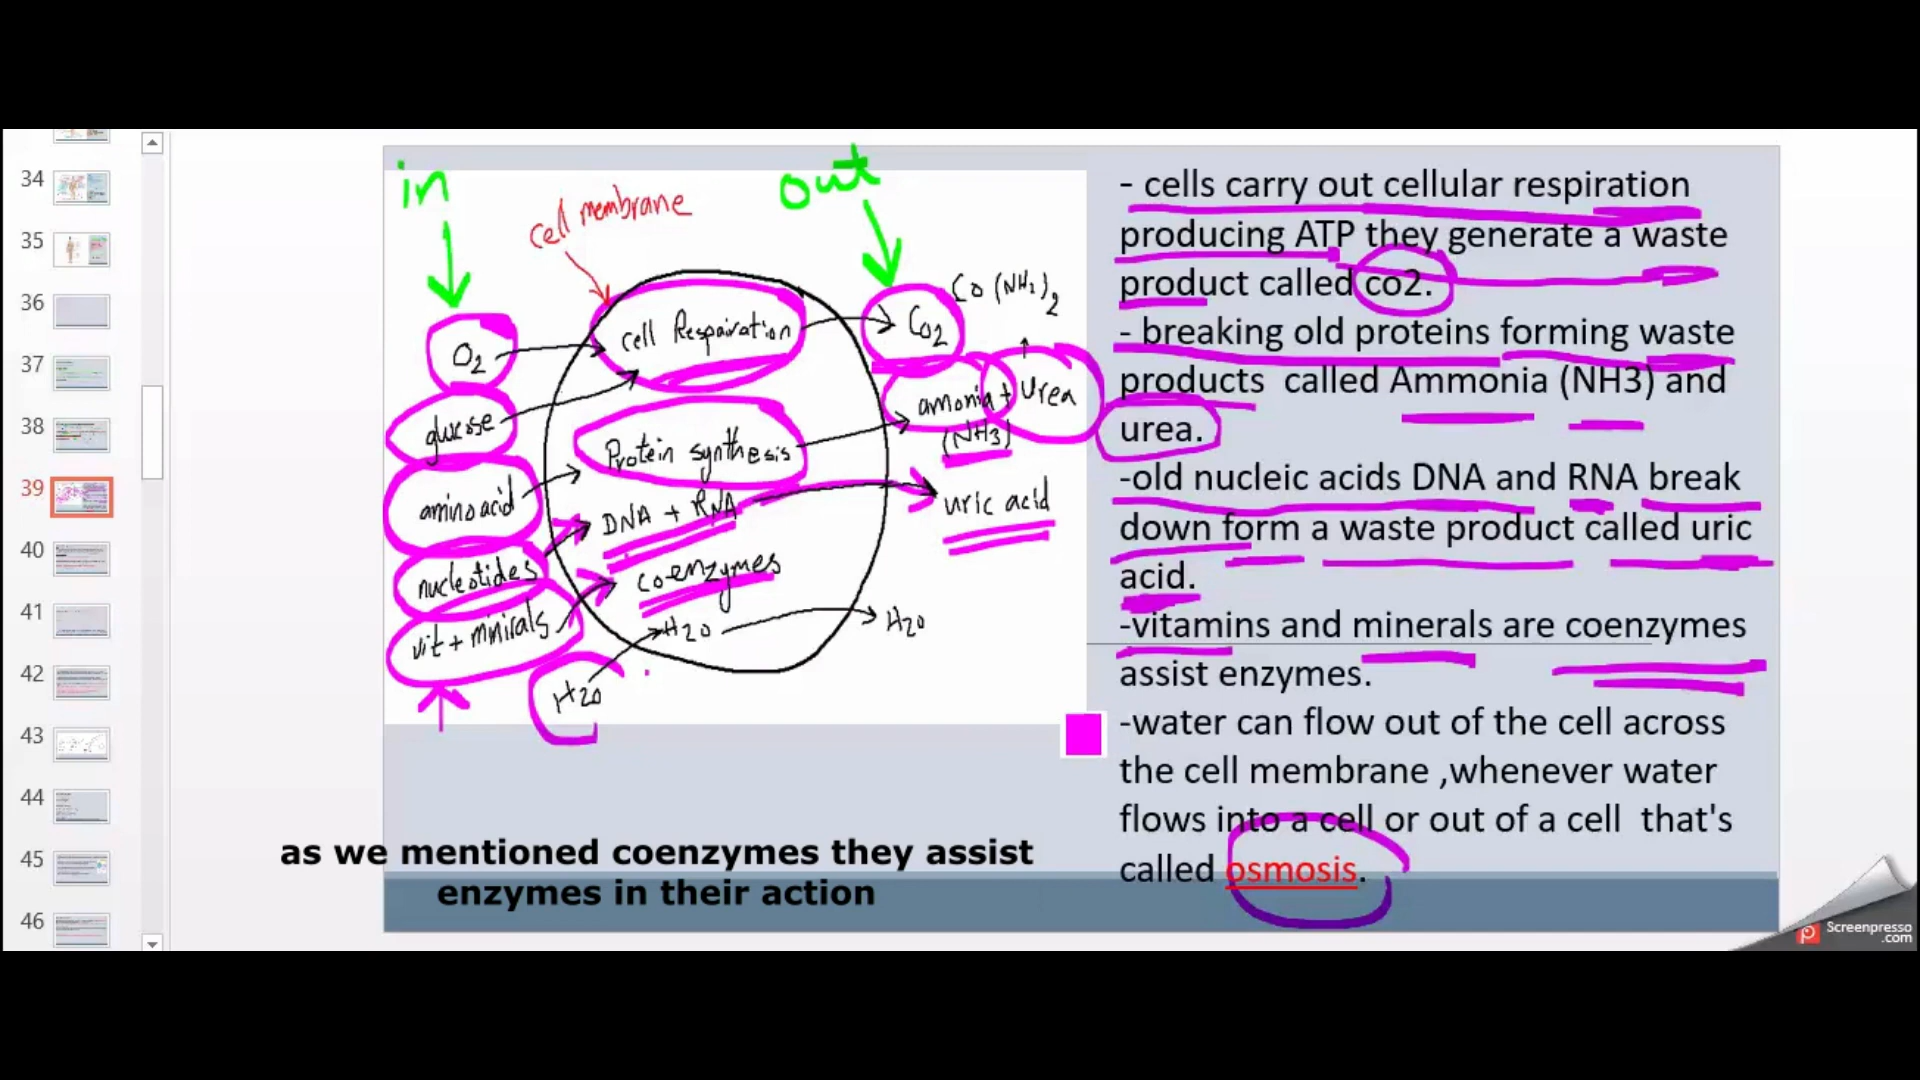 34
35
36
37
38
39
40
41
42
43
44
45
46
in
out
cell membrane
O2
glucose
amino acid
nucleotides
vit + minirals
H2O
cell Respairation
Protein synthesis
DNA + RNA
coenzymes
H2O
CO2
CO (NH2)2
amonia + urea
(NH3)
uric acid
H2O
- cells carry out cellular respiration
producing ATP they generate a waste
product called co2.
- breaking old proteins forming waste
products called Ammonia (NH3) and
urea.
-old nucleic acids DNA and RNA break
down form a waste product called uric
acid.
-vitamins and minerals are coenzymes
assist enzymes.
-water can flow out of the cell across
the cell membrane ,whenever water
flows into a cell or out of a cell that's
called osmosis.
as we mentioned coenzymes they assist
enzymes in their action
Screenpresso
.com